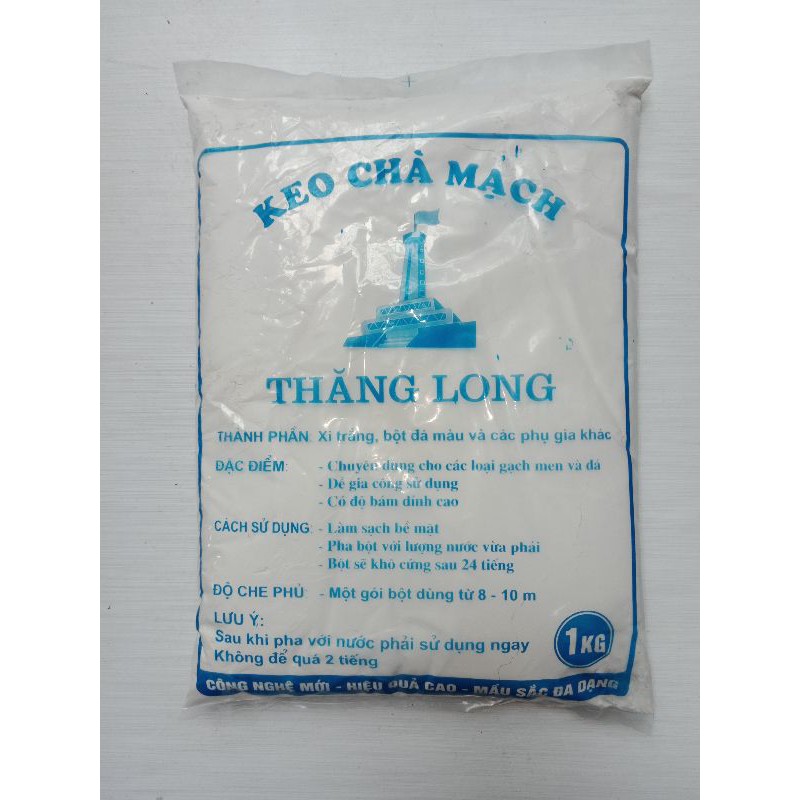 KEO CHÀ MẠCH
THĂNG LONG
THÀNH PHẦN: Xi trắng, bột đá màu và các phụ gia khác
ĐẶC ĐIỂM: - Chuyên dùng cho các loại gạch men và đá
- Dễ gia công sử dụng
- Có độ bám dính cao
CÁCH SỬ DỤNG: - Làm sạch bề mặt
- Pha bột với lượng nước vừa phải
- Bột sẽ khô cứng sau 24 tiếng
ĐỘ CHE PHỦ: - Một gói bột dùng từ 8 - 10 m
LƯU Ý:
Sau khi pha với nước phải sử dụng ngay
Không để quá 2 tiếng
1KG
CÔNG NGHỆ MỚI - HIỆU QUẢ CAO - MẦU SẮC ĐA DẠNG